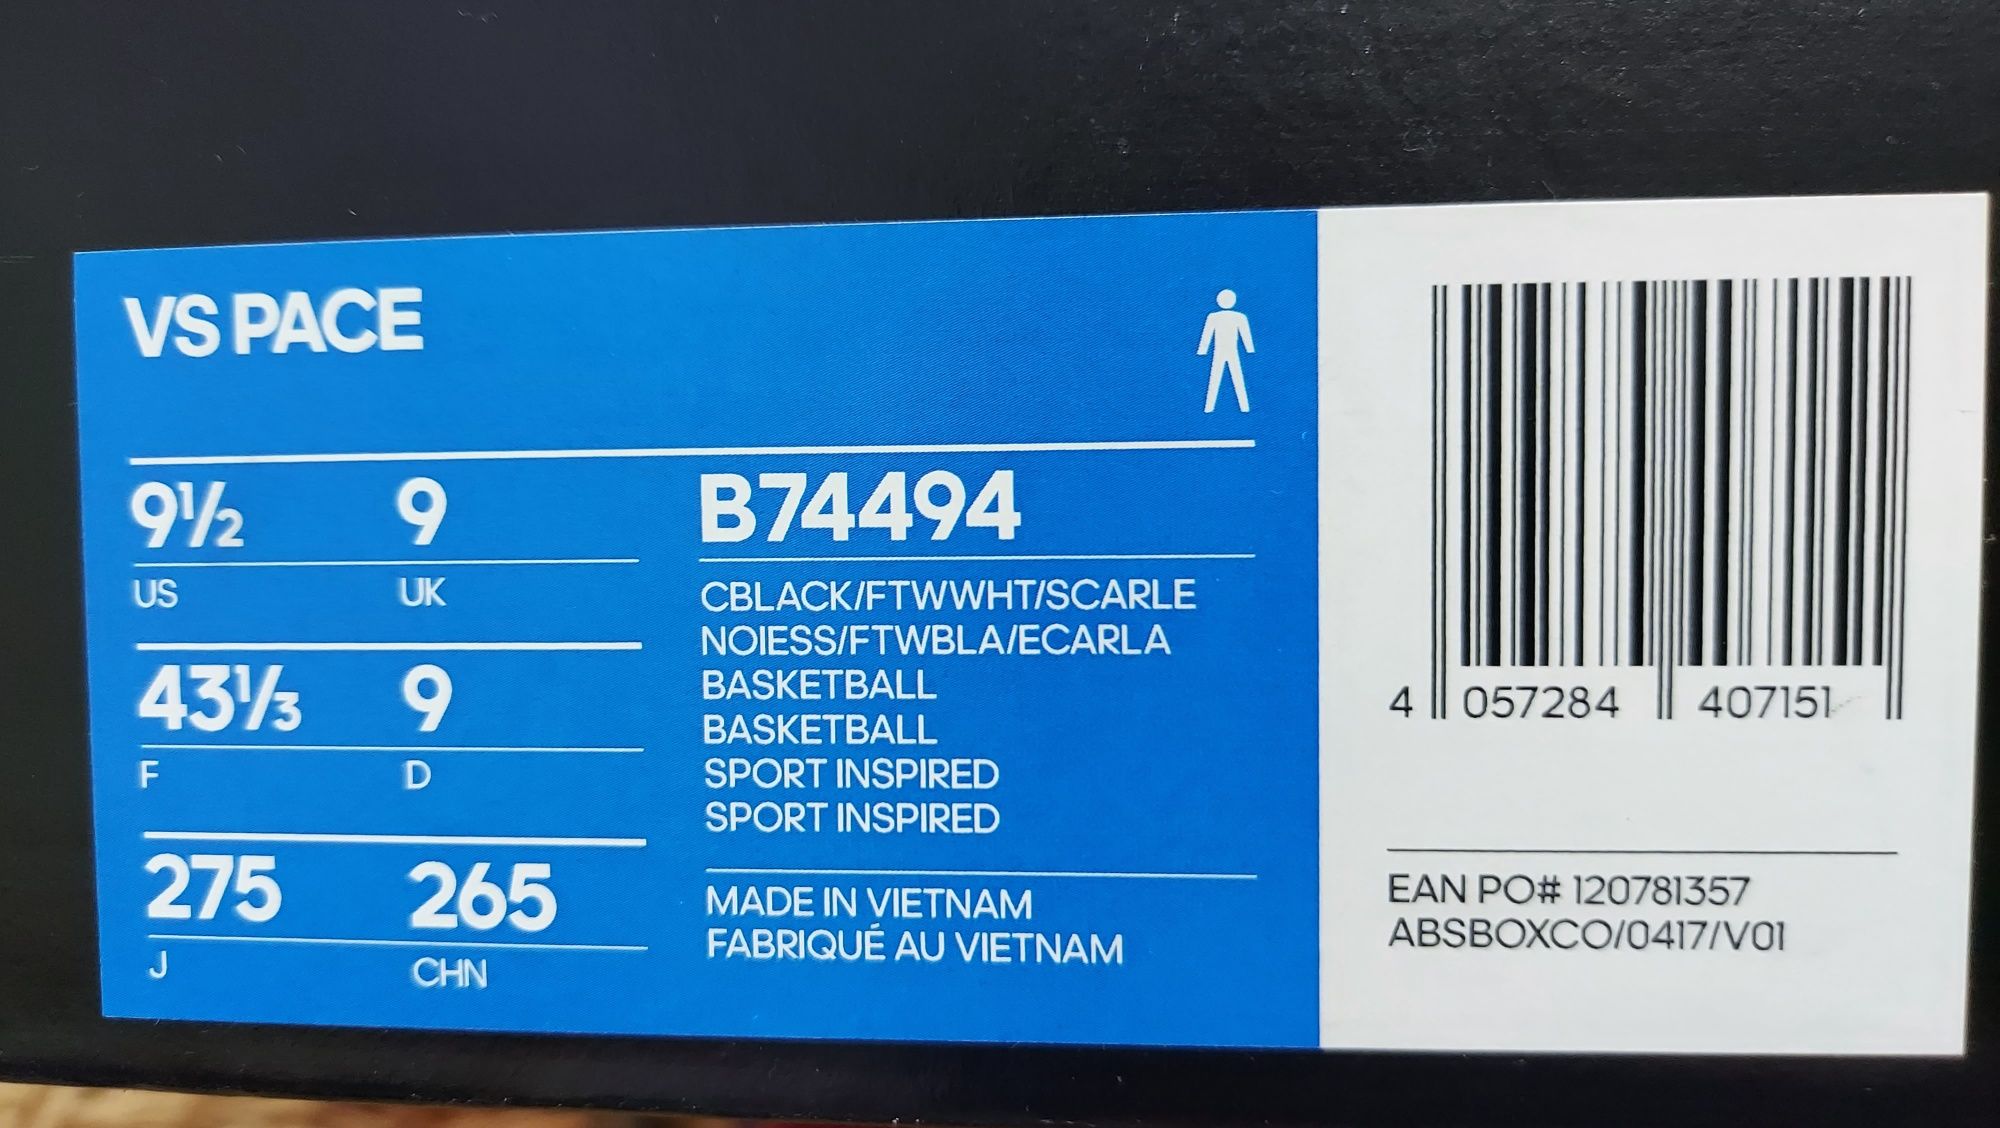 VS PACE
9½ 9
US UK
43⅓ 9
F D
275 265
J CHN
B74494
CBLACK/FTWWHT/SCARLE
NOIESS/FTWBLA/ECARLA
BASKETBALL
BASKETBALL
SPORT INSPIRED
SPORT INSPIRED
MADE IN VIETNAM
FABRIQUÉ AU VIETNAM
4 057284 407151
EAN PO# 120781357
ABSBOXCO/0417/V01